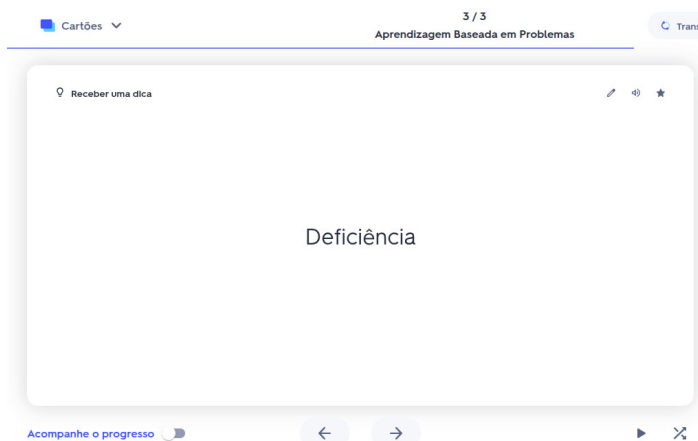 Cartões
3 / 3
Aprendizagem Baseada em Problemas
Receber uma dica
Deficiência
Acompanhe o progresso